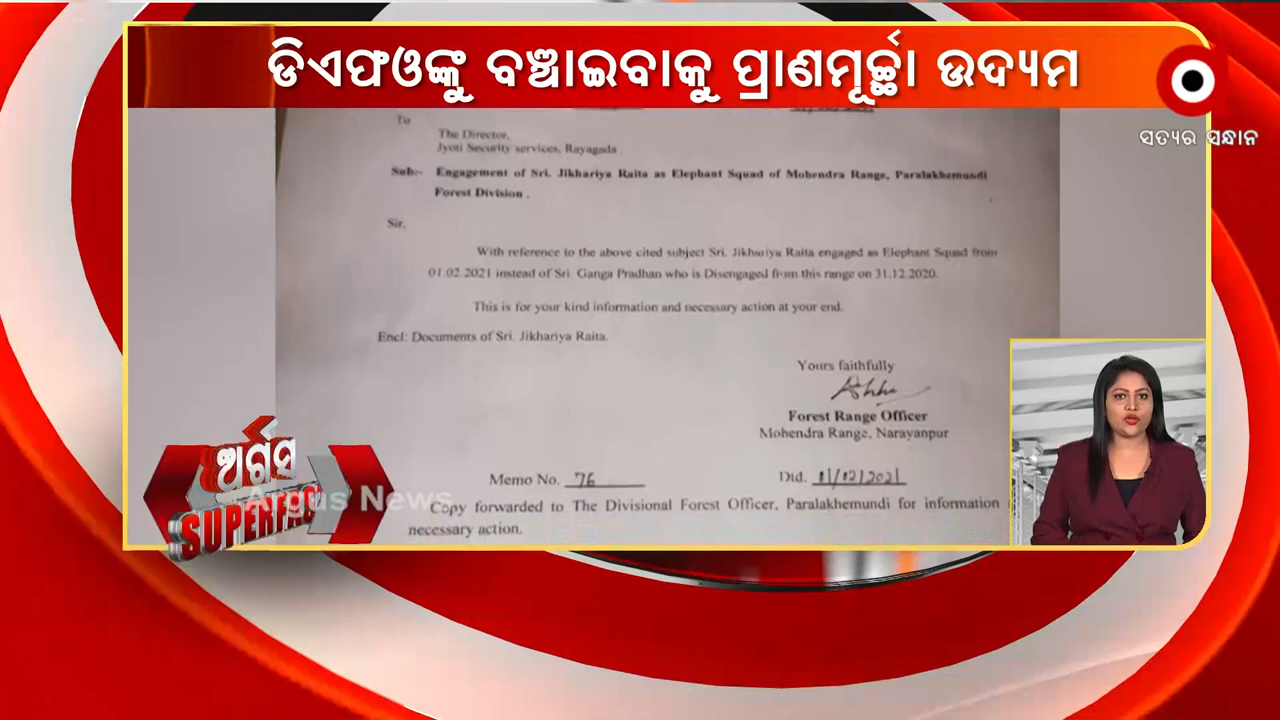 ଡିଏଫଓଙ୍କୁ ବଞ୍ଚାଇବାକୁ ପ୍ରାଣମୂର୍ଚ୍ଛା ଉଦ୍ୟମ
ସତ୍ୟର ସନ୍ଧାନ
To
The Director,
Jyoti Security services, Rayagada.
Sub:- Engagement of Sri. Jikhariya Raita as Elephant Squad of Mohendra Range, Paralakhemundi
Forest Division .
Sir,
With reference to the above cited subject Sri. Jikhariya Raita engaged as Elephant Squad from
01.02.2021 instead of Sri. Ganga Pradhan who is Disengaged from this range on 31.12.2020.
This is for your kind information and necessary action at your end.
Encl: Documents of Sri. Jikhariya Raita.
Yours faithfully
Forest Range Officer
Mohendra Range, Narayanpur
Memo No. 76 Dtd. 01/02/2021
Copy forwarded to The Divisional Forest Officer, Paralakhemundi for information
necessary action.
ଅର୍ଗସ
SUPERFAST
Argus News